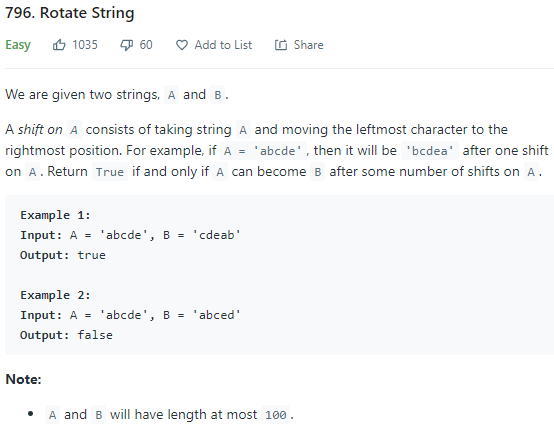 796. Rotate String
Easy 1035 60 Add to List Share
We are given two strings, A and B .
A shift on A consists of taking string A and moving the leftmost character to the
rightmost position. For example, if A = 'abcde' , then it will be 'bcdea' after one shift
on A . Return True if and only if A can become B after some number of shifts on A .
Example 1:
Input: A = 'abcde', B = 'cdeab'
Output: true
Example 2:
Input: A = 'abcde', B = 'abced'
Output: false
Note:
• A and B will have length at most 100 .